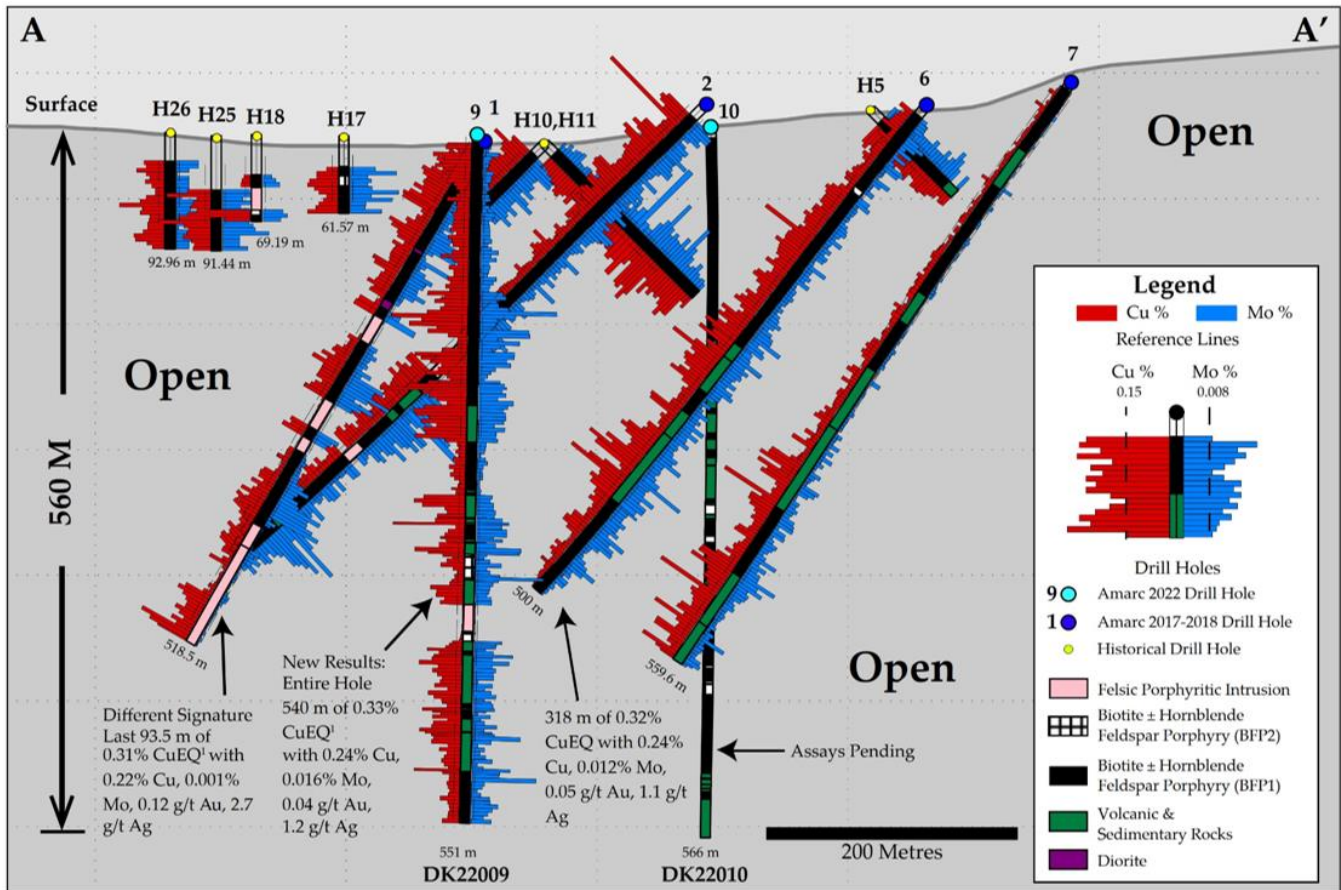 A
A′
Surface
H26
H25
H18
H17
9
1
H10,H11
2
10
H5
6
7
Open
92.96 m
91.44 m
69.19 m
61.57 m
Open
560 M
518.5 m
500 m
559.6 m
Open
Different Signature
Last 93.5 m of
0.31% CuEQ¹ with
0.22% Cu, 0.001%
Mo, 0.12 g/t Au, 2.7
g/t Ag
New Results:
Entire Hole
540 m of 0.33%
CuEQ¹
with 0.24% Cu,
0.016% Mo,
0.04 g/t Au,
1.2 g/t Ag
318 m of 0.32%
CuEQ with 0.24%
Cu, 0.012% Mo,
0.05 g/t Au, 1.1 g/t
Ag
Assays Pending
551 m
DK22009
566 m
DK22010
200 Metres
Legend
Cu %
Mo %
Reference Lines
Cu %
Mo %
0.15
0.008
Drill Holes
9 Amarc 2022 Drill Hole
1 Amarc 2017-2018 Drill Hole
Historical Drill Hole
Felsic Porphyritic Intrusion
Biotite ± Hornblende
Feldspar Porphyry (BFP2)
Biotite ± Hornblende
Feldspar Porphyry (BFP1)
Volcanic &
Sedimentary Rocks
Diorite